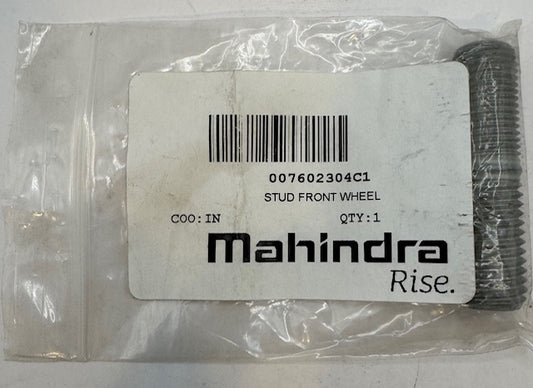 007602304C1
STUD FRONT WHEEL
COO:IN QTY:1
Mahindra
Rise.